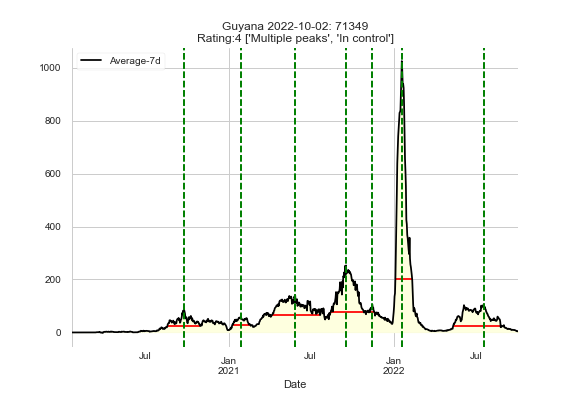 Guyana 2022-10-02: 71349
Rating:4 ['Multiple peaks', 'In control']
Average-7d
1000
800
600
400
200
0
Jul
Jan
2021
Jul
Jan
2022
Jul
Date